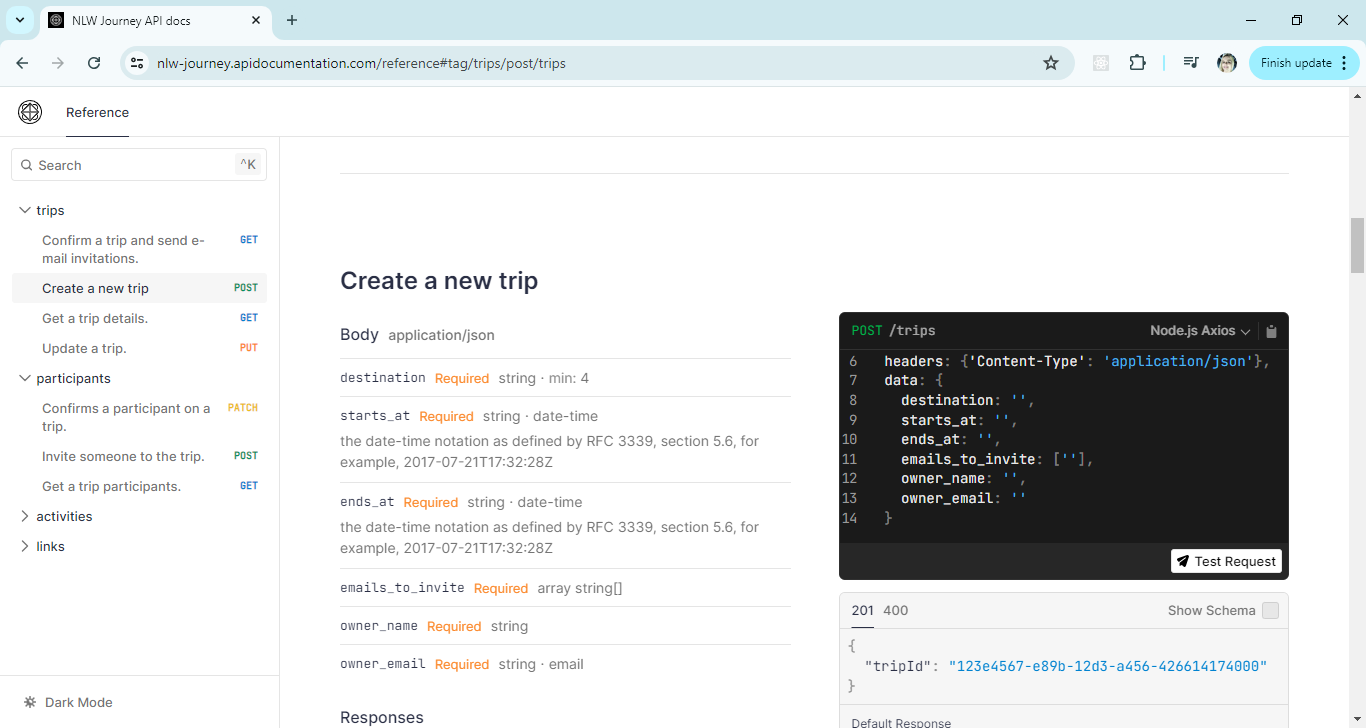 NLW Journey API docs
nlw-journey.apidocumentation.com/reference#tag/trips/post/trips
Finish update
Reference
Search
^K
trips
Confirm a trip and send e-
mail invitations.
GET
Create a new trip
POST
Get a trip details.
GET
Update a trip.
PUT
participants
Confirms a participant on a
trip.
PATCH
Invite someone to the trip.
POST
Get a trip participants.
GET
activities
links
Dark Mode
Create a new trip
Body application/json
destination Required string · min: 4
starts_at Required string · date-time
the date-time notation as defined by RFC 3339, section 5.6, for
example, 2017-07-21T17:32:28Z
ends_at Required string · date-time
the date-time notation as defined by RFC 3339, section 5.6, for
example, 2017-07-21T17:32:28Z
emails_to_invite Required array string[]
owner_name Required string
owner_email Required string · email
Responses
POST /trips
Node.js Axios
6 headers: {'Content-Type': 'application/json'},
7 data: {
8 destination: '',
9 starts_at: '',
10 ends_at: '',
11 emails_to_invite: [''],
12 owner_name: '',
13 owner_email: ''
14 }
Test Request
201 400
Show Schema
{
"tripId": "123e4567-e89b-12d3-a456-426614174000"
}
Default Response